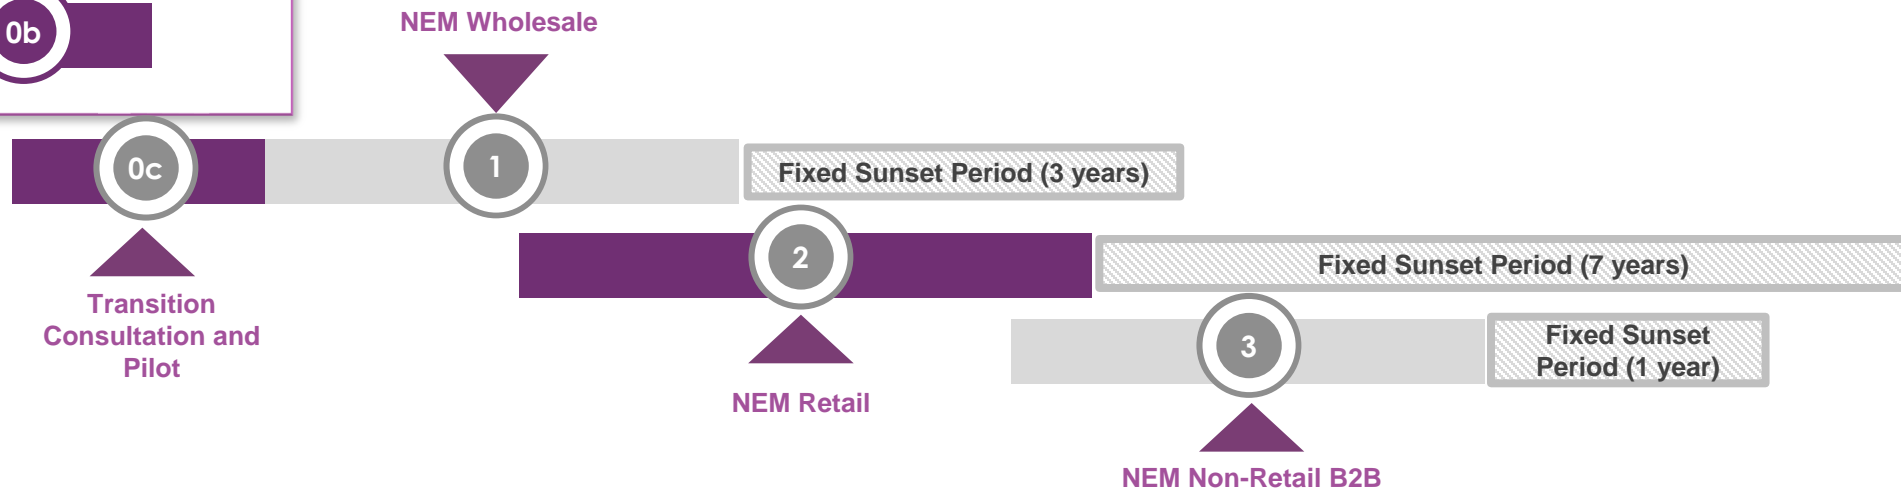 0b
NEM Wholesale
0c
1
Fixed Sunset Period (3 years)
2
Fixed Sunset Period (7 years)
Transition
Consultation and
Pilot
3
Fixed Sunset
Period (1 year)
NEM Retail
NEM Non-Retail B2B